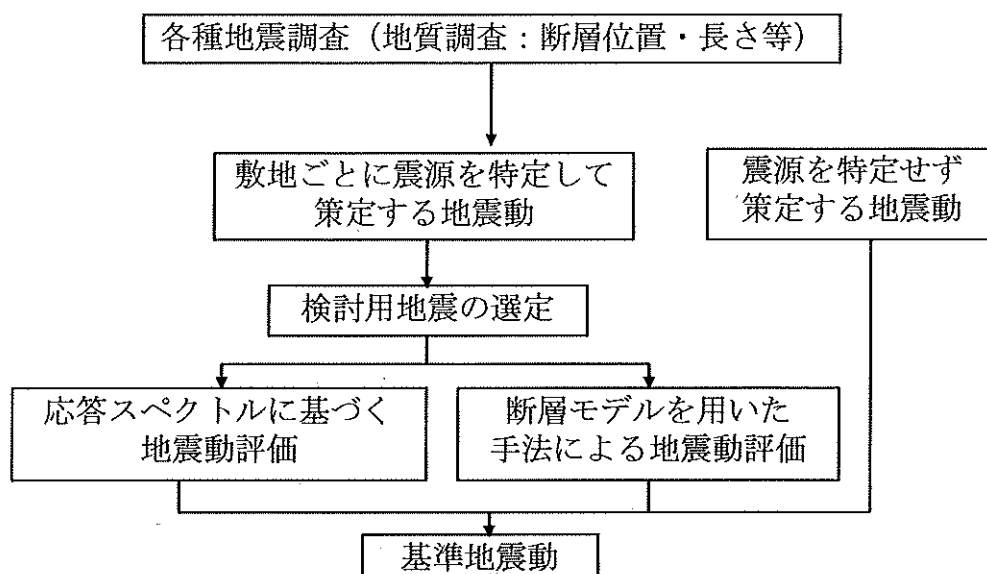 各種地震調査（地質調査：断層位置・長さ等）
敷地ごとに震源を特定して
策定する地震動
震源を特定せず
策定する地震動
検討用地震の選定
応答スペクトルに基づく
地震動評価
断層モデルを用いた
手法による地震動評価
基準地震動